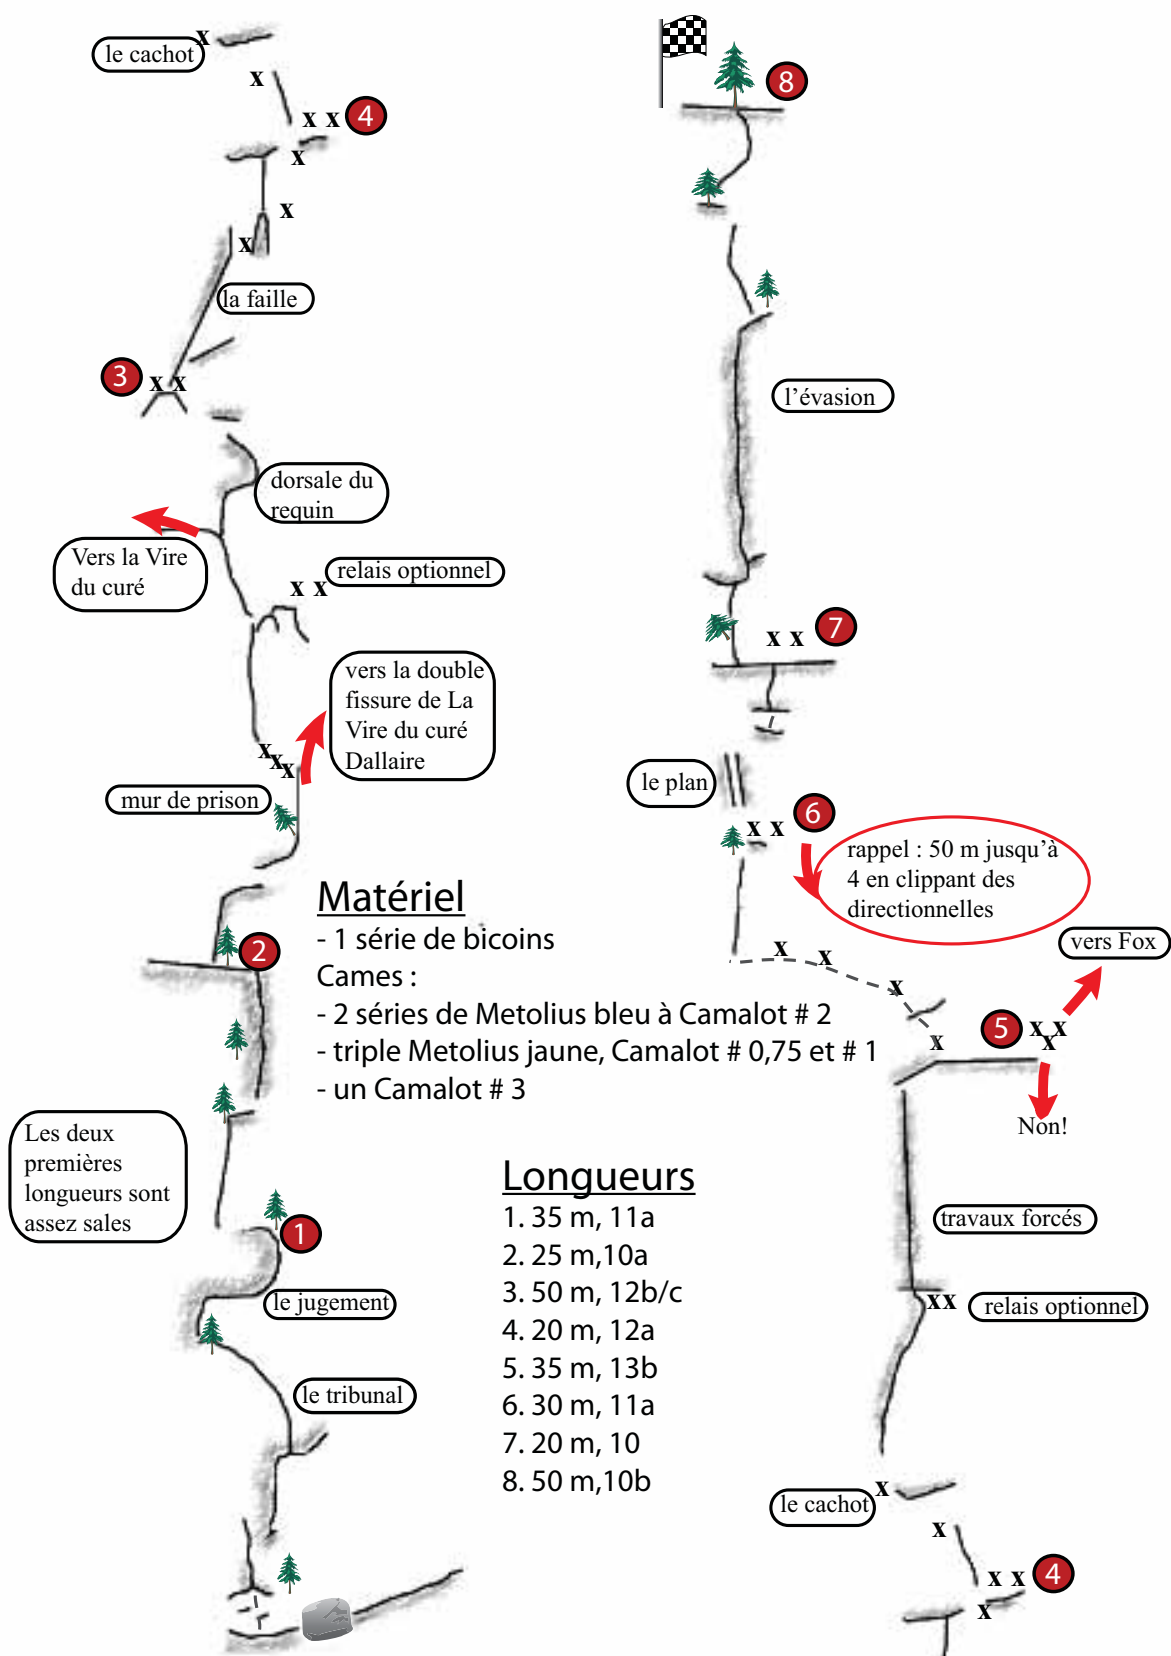 le cachot
x
x
x x 4
x
x
x
la faille
3 x x
dorsale du
requin
Vers la Vire
du curé
relais optionnel
x x
vers la double
fissure de La
Vire du curé
Dallaire
x
x
x
mur de prison
2
Les deux
premières
longueurs sont
assez sales
1
le jugement
le tribunal
Matériel
- 1 série de bicoins
Cames :
- 2 séries de Metolius bleu à Camalot # 2
- triple Metolius jaune, Camalot # 0,75 et # 1
- un Camalot # 3
Longueurs
1. 35 m, 11a
2. 25 m,10a
3. 50 m, 12b/c
4. 20 m, 12a
5. 35 m, 13b
6. 30 m, 11a
7. 20 m, 10
8. 50 m,10b
8
l'évasion
x x 7
le plan
x x 6
rappel : 50 m jusqu'à
4 en clippant des
directionnelles
vers Fox
x
x
x
x
5 x x
x
Non!
travaux forcés
xx
relais optionnel
x
le cachot
x
x x 4
x